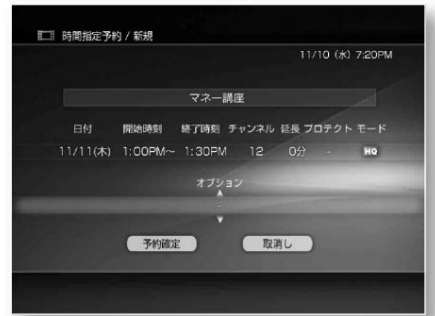 時間指定予約 / 新規
11/10 (水) 7:20PM
マネー講座
日付 開始時刻 終了時刻 チャンネル 延長 プロテクト モード
11/11(木) 1:00PM～ 1:30PM 12 0分 - HQ
オプション
-
予約確定 取消し